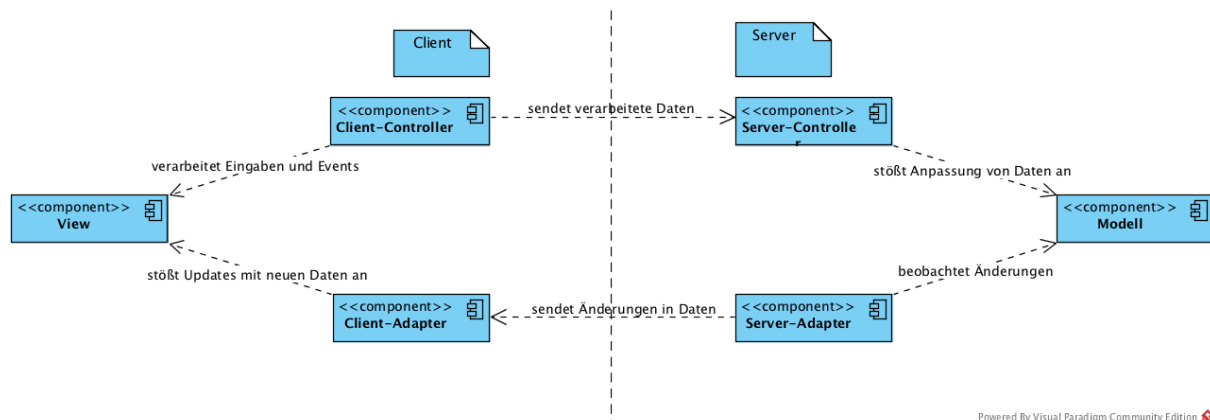 Client
Server
<<component>>
Client-Controller
sendet verarbeitete Daten
<<component>>
Server-Controlle
r
verarbeitet Eingaben und Events
stößt Anpassung von Daten an
<<component>>
View
<<component>>
Modell
stößt Updates mit neuen Daten an
beobachtet Änderungen
<<component>>
Client-Adapter
sendet Änderungen in Daten
<<component>>
Server-Adapter
Powered By Visual Paradigm Community Edition